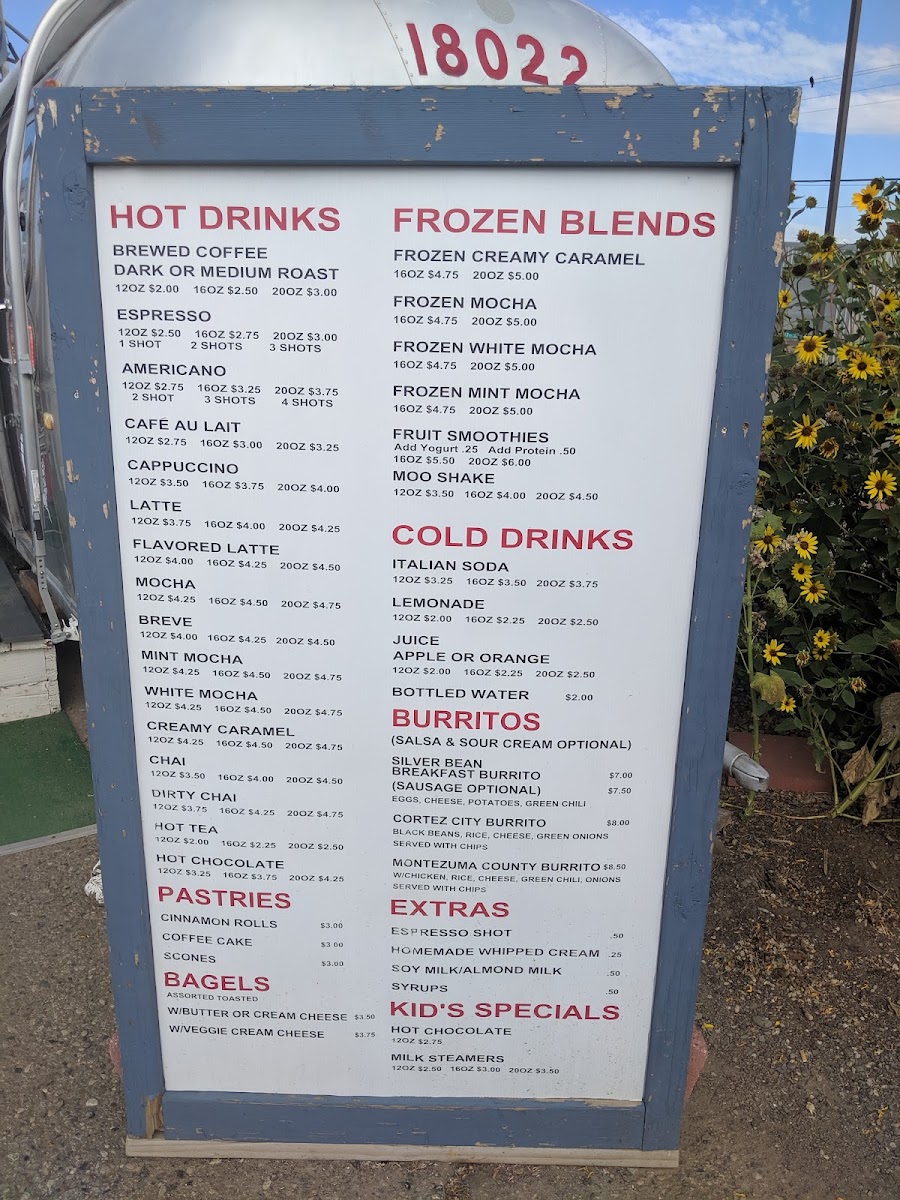 18022
HOT DRINKS
BREWED COFFEE
DARK OR MEDIUM ROAST
12OZ $2.00 16OZ $2.50 20OZ $3.00
ESPRESSO
12OZ $2.50 16OZ $2.75 20OZ $3.00
1 SHOT 2 SHOTS 3 SHOTS
AMERICANO
12OZ $2.75 16OZ $3.25 20OZ $3.75
2 SHOT 3 SHOTS 4 SHOTS
CAFÉ AU LAIT
12OZ $2.75 16OZ $3.00 20OZ $3.25
CAPPUCCINO
12OZ $3.50 16OZ $3.75 20OZ $4.00
LATTE
12OZ $3.75 16OZ $4.00 20OZ $4.25
FLAVORED LATTE
12OZ $4.00 16OZ $4.25 20OZ $4.50
MOCHA
12OZ $4.25 16OZ $4.50 20OZ $4.75
BREVE
12OZ $4.00 16OZ $4.25 20OZ $4.50
MINT MOCHA
12OZ $4.25 16OZ $4.50 20OZ $4.75
WHITE MOCHA
12OZ $4.25 16OZ $4.50 20OZ $4.75
CREAMY CARAMEL
12OZ $4.25 16OZ $4.50 20OZ $4.75
CHAI
12OZ $3.50 16OZ $4.00 20OZ $4.50
DIRTY CHAI
12OZ $3.75 16OZ $4.25 20OZ $4.75
HOT TEA
12OZ $2.00 16OZ $2.25 20OZ $2.50
HOT CHOCOLATE
12OZ $3.25 16OZ $3.75 20OZ $4.25
PASTRIES
CINNAMON ROLLS $3.00
COFFEE CAKE $3.00
SCONES $3.00
BAGELS
ASSORTED TOASTED
W/BUTTER OR CREAM CHEESE $3.50
W/VEGGIE CREAM CHEESE $3.75
FROZEN BLENDS
FROZEN CREAMY CARAMEL
16OZ $4.75 20OZ $5.00
FROZEN MOCHA
16OZ $4.75 20OZ $5.00
FROZEN WHITE MOCHA
16OZ $4.75 20OZ $5.00
FROZEN MINT MOCHA
16OZ $4.75 20OZ $5.00
FRUIT SMOOTHIES
Add Yogurt .25 Add Protein .50
16OZ $5.50 20OZ $6.00
MOO SHAKE
12OZ $3.50 16OZ $4.00 20OZ $4.50
COLD DRINKS
ITALIAN SODA
12OZ $3.25 16OZ $3.50 20OZ $3.75
LEMONADE
12OZ $2.00 16OZ $2.25 20OZ $2.50
JUICE
APPLE OR ORANGE
12OZ $2.00 16OZ $2.25 20OZ $2.50
BOTTLED WATER $2.00
BURRITOS
(SALSA & SOUR CREAM OPTIONAL)
SILVER BEAN
BREAKFAST BURRITO $7.00
(SAUSAGE OPTIONAL) $7.50
EGGS, CHEESE, POTATOES, GREEN CHILI
CORTEZ CITY BURRITO $8.00
BLACK BEANS, RICE, CHEESE, GREEN ONIONS
SERVED WITH CHIPS
MONTEZUMA COUNTY BURRITO $8.50
W/CHICKEN, RICE, CHEESE, GREEN CHILI, ONIONS
SERVED WITH CHIPS
EXTRAS
ESPRESSO SHOT .50
HOMEMADE WHIPPED CREAM .25
SOY MILK/ALMOND MILK .50
SYRUPS .50
KID'S SPECIALS
HOT CHOCOLATE
12OZ $2.75
MILK STEAMERS
12OZ $2.50 16OZ $3.00 20OZ $3.50